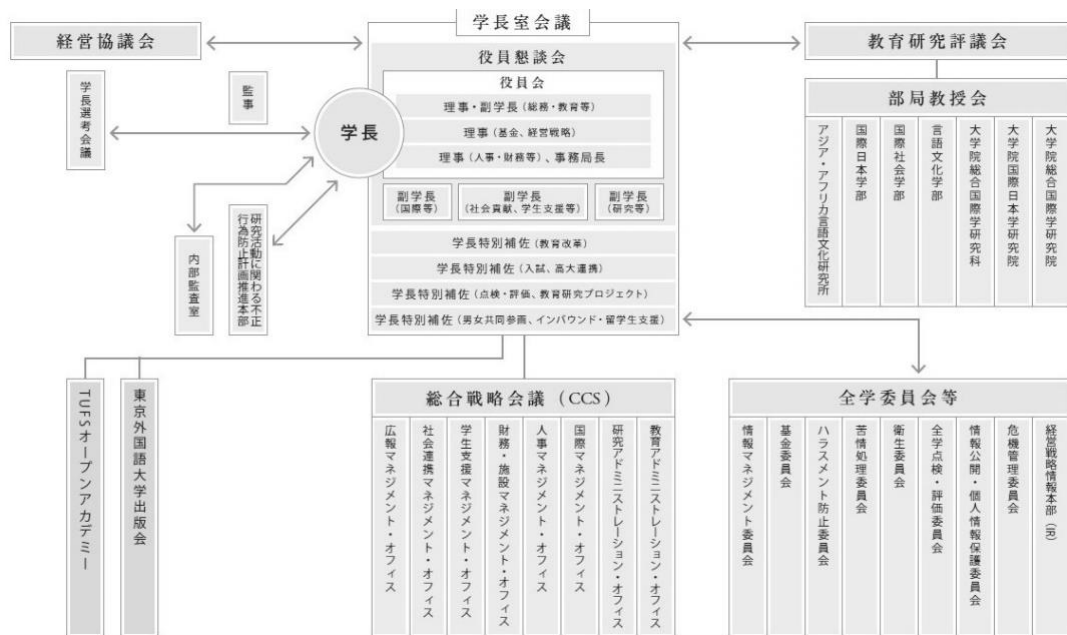 学長室会議
経営協議会
教育研究評議会
役員懇談会
役員会
理事・副学長（総務・教育等）
理事（基金、経営戦略）
理事（人事・財務等）、事務局長
学長
監事
学長選考会議
副学長
（国際等）
副学長
（社会貢献、学生支援等）
副学長
（研究等）
学長特別補佐（教育改革）
学長特別補佐（入試、高大連携）
学長特別補佐（点検・評価、教育研究プロジェクト）
学長特別補佐（男女共同参画、インバウンド・留学生支援）
内部監査室
研究活動に関わる不正
行為防止計画推進本部
部局教授会
大学院総合国際学研究院
大学院国際日本学研究院
大学院総合国際学研究科
言語文化学部
国際社会学部
国際日本学部
アジア・アフリカ言語文化研究所
TUFSオープンアカデミー
東京外国語大学出版会
総合戦略会議（CCS）
教育アドミニストレーション・オフィス
研究アドミニストレーション・オフィス
国際マネジメント・オフィス
人事マネジメント・オフィス
財務・施設マネジメント・オフィス
学生支援マネジメント・オフィス
社会連携マネジメント・オフィス
広報マネジメント・オフィス
全学委員会等
経営戦略情報本部（IR）
危機管理委員会
情報公開・個人情報保護委員会
全学点検・評価委員会
衛生委員会
苦情処理委員会
ハラスメント防止委員会
基金委員会
情報マネジメント委員会